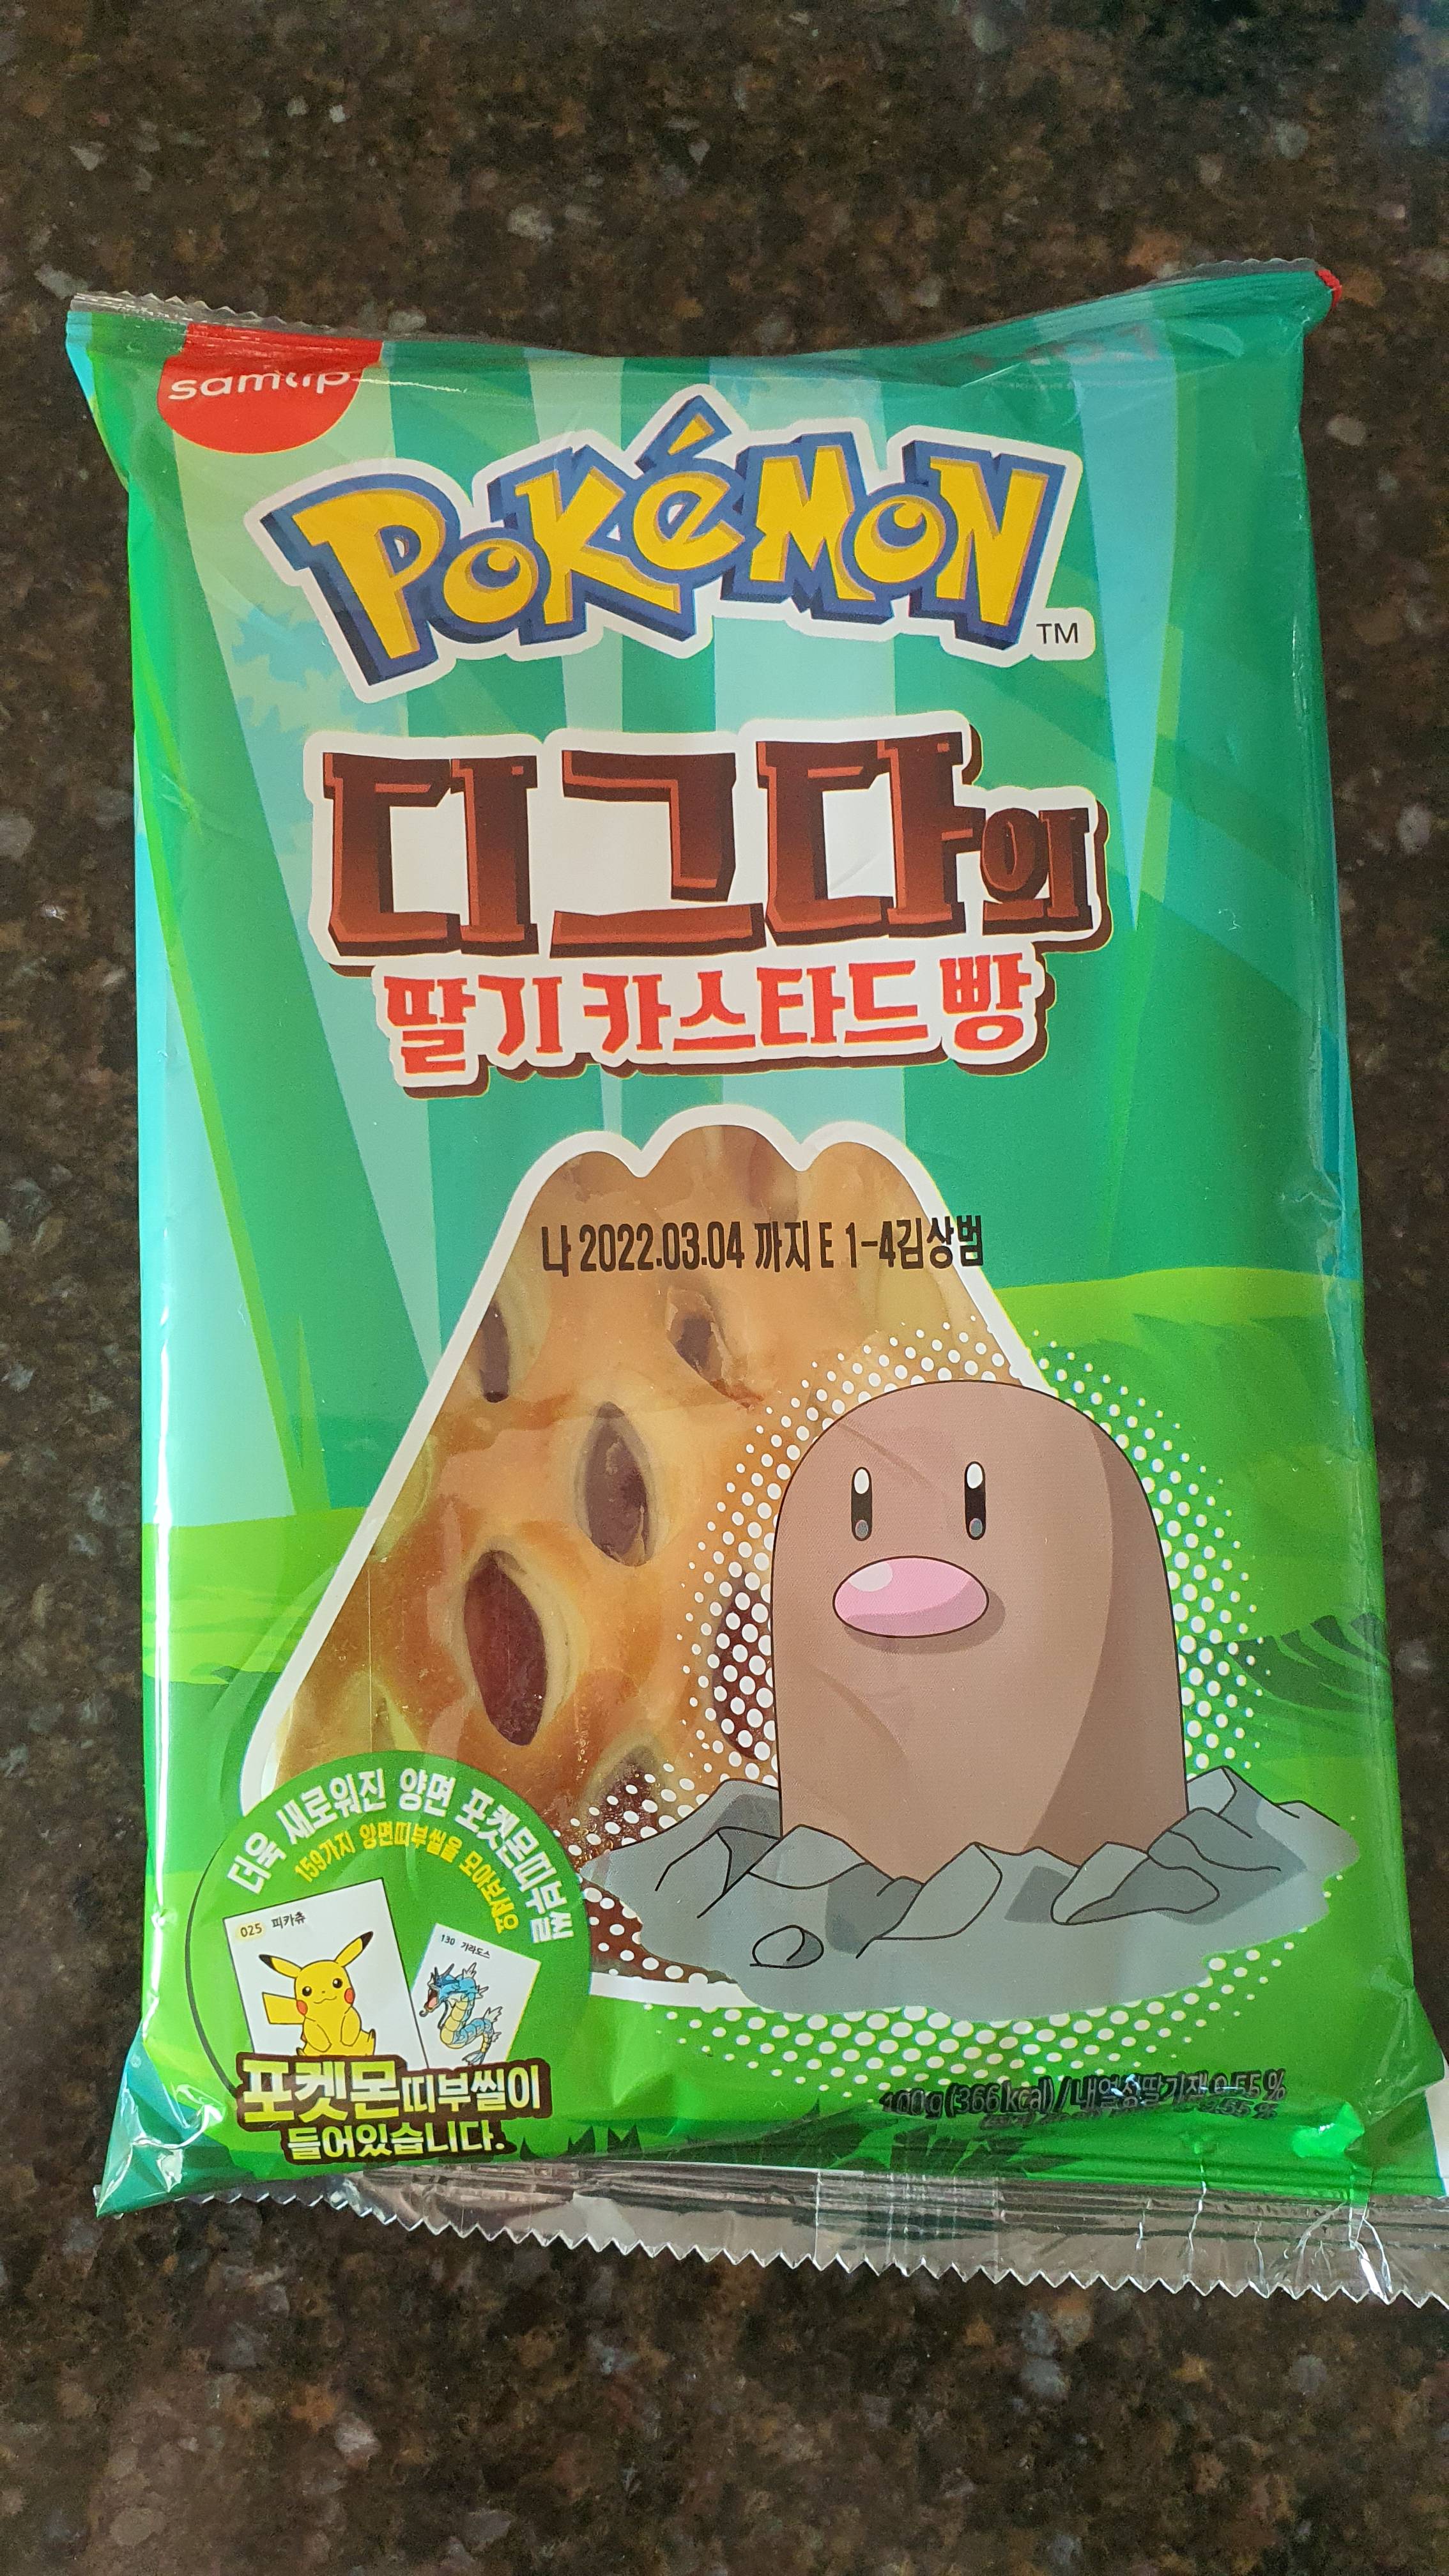 samlip
POKéMON
TM
디그다의
딸기 카스타드 빵
나 2022.03.04 까지 E 1-4김상범
더욱 새로워진 양면 포켓몬띠부씰
159가지 양면띠부씰을 모아보세요
025 피카츄
130 갸라도스
포켓몬띠부씰이
들어있습니다.
100g (366 kcal) / 0.55 %